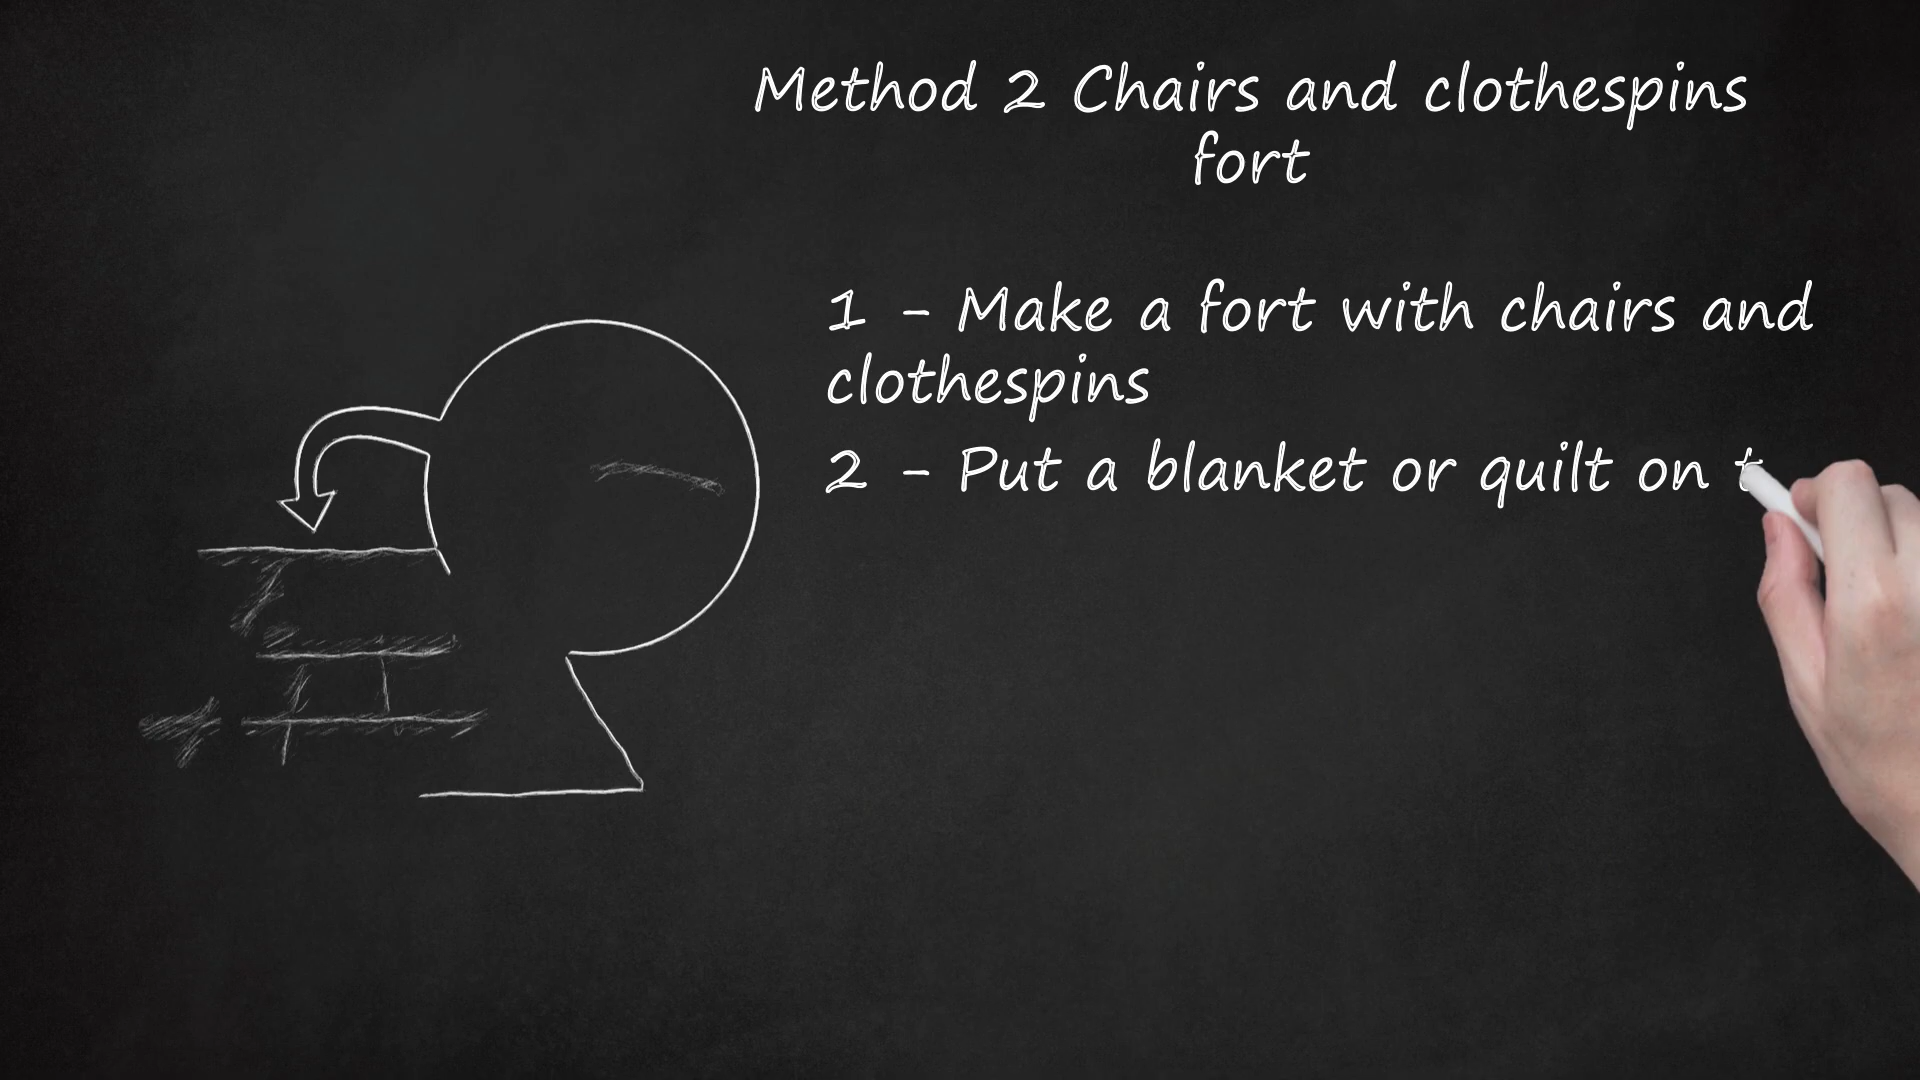 Method 2 Chairs and clothespins
fort
1 - Make a fort with chairs and
clothespins
2 - Put a blanket or quilt on t